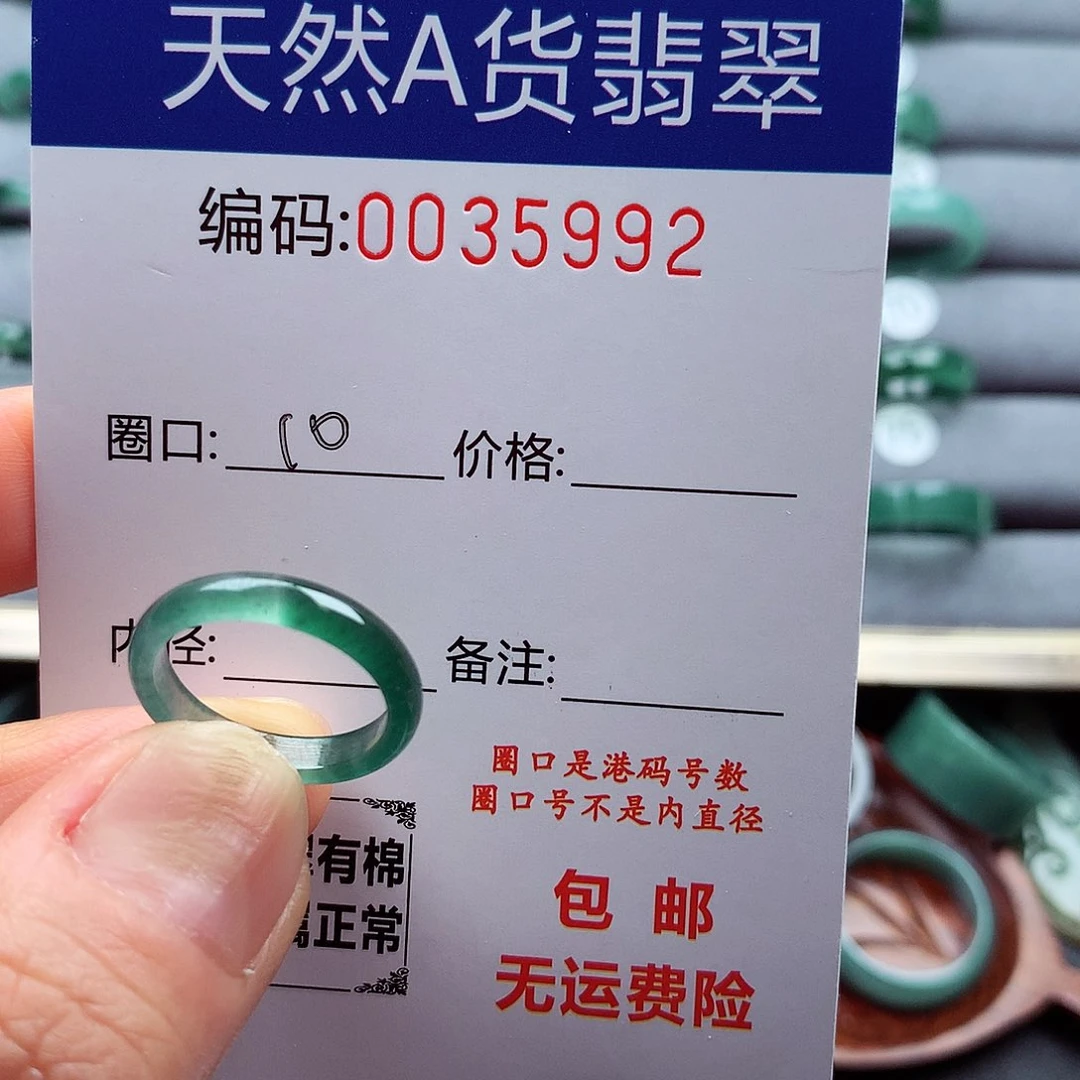 天然A货翡翠
编码:0035992
圈口: 10 价格:
内径: 备注:
圈口是港码号数
圈口号不是内直径
有棉
正常
包邮
无运费险